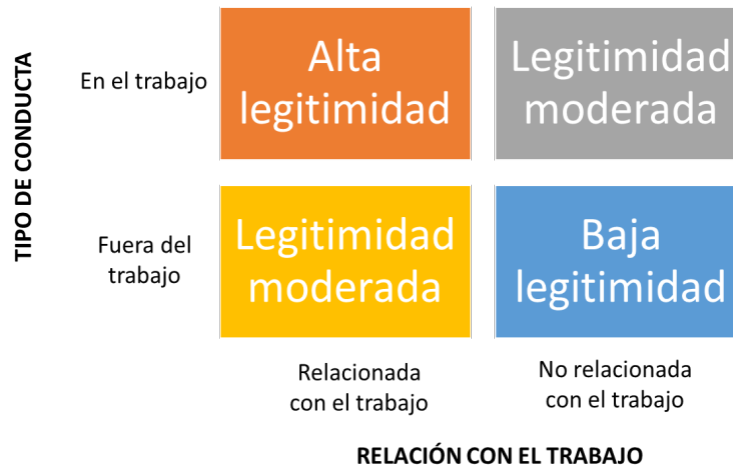 TIPO DE CONDUCTA
En el trabajo
Alta
legitimidad
Legitimidad
moderada
Fuera del
trabajo
Legitimidad
moderada
Baja
legitimidad
Relacionada
con el trabajo
No relacionada
con el trabajo
RELACIÓN CON EL TRABAJO